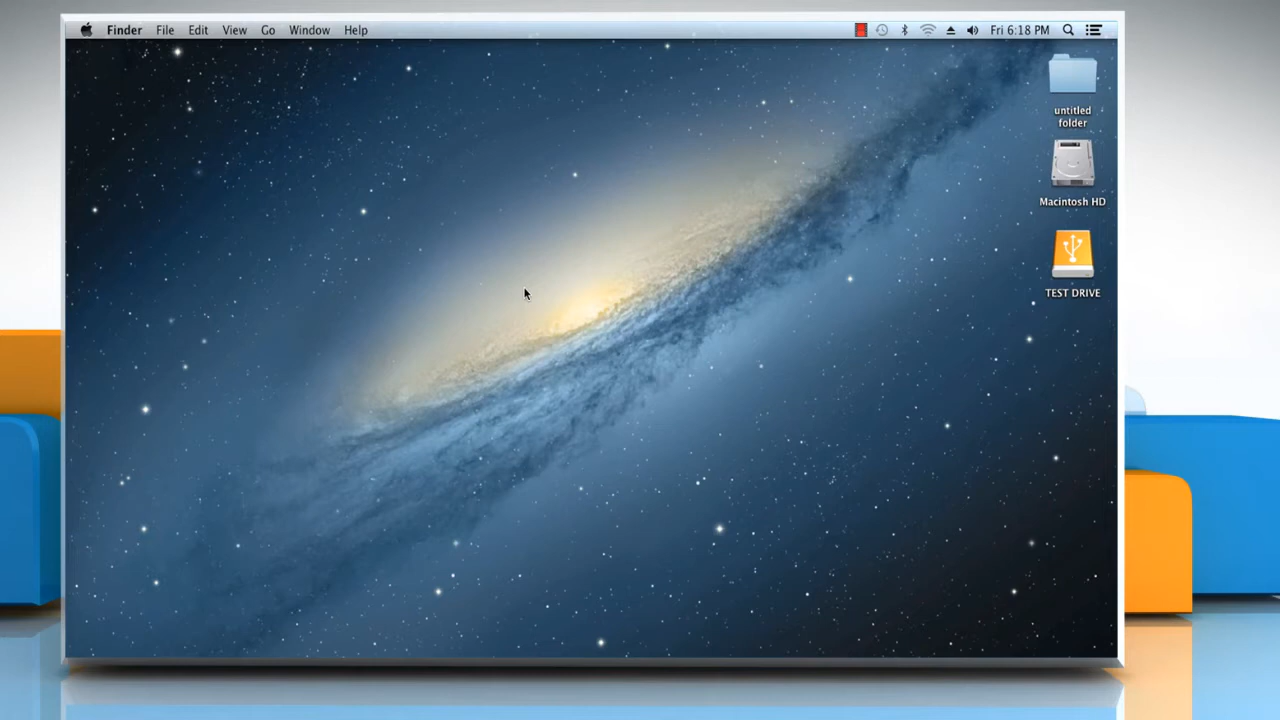 Finder File Edit View Go Window Help Fri 6:18 PM
untitled
folder
Macintosh HD
TEST DRIVE